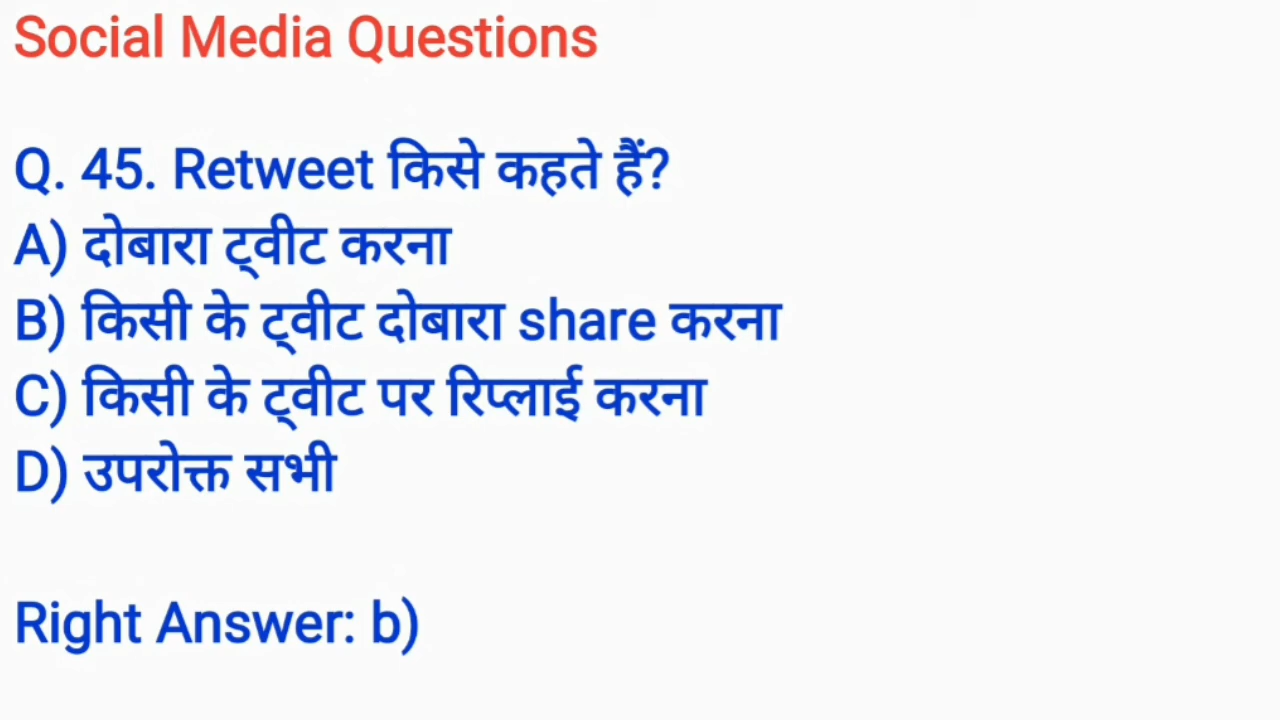 Social Media Questions
Q. 45. Retweet किसे कहते हैं?
A) दोबारा ट्वीट करना
B) किसी के ट्वीट दोबारा share करना
C) किसी के ट्वीट पर रिप्लाई करना
D) उपरोक्त सभी
Right Answer: b)